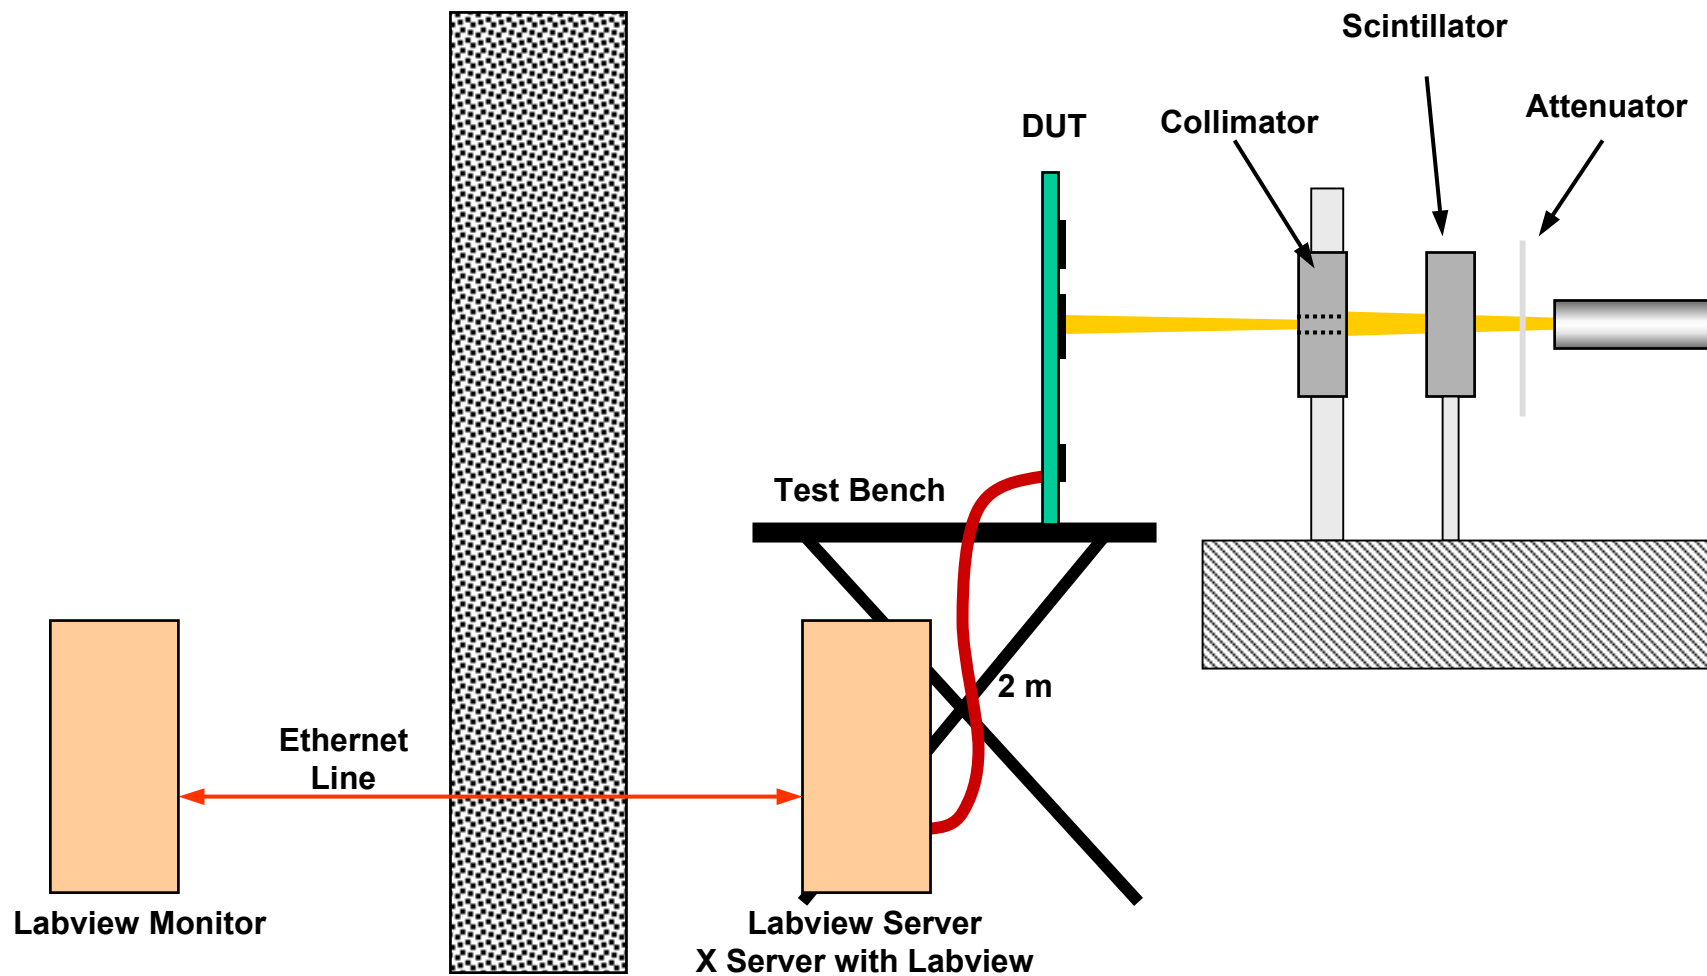 Scintillator
Attenuator
DUT
Collimator
Test Bench
2 m
Ethernet
Line
Labview Monitor
Labview Server
X Server with Labview